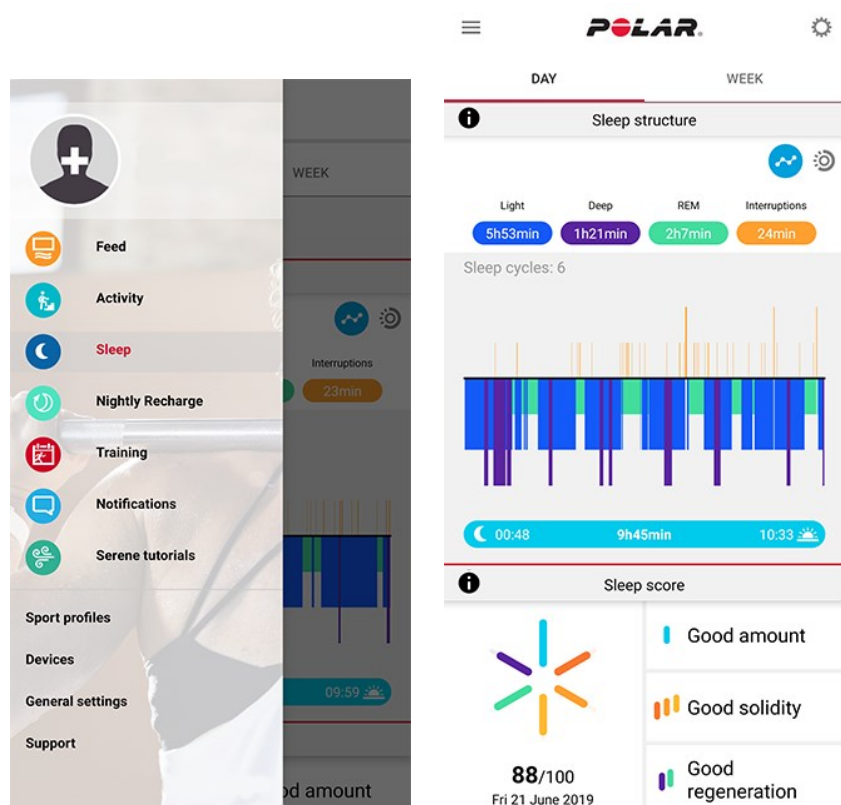 WEEK
Feed
Activity
Sleep
Interruptions
23min
Nightly Recharge
Training
Notifications
Serene tutorials
Sport profiles
Devices
General settings
09:59
Support
od amount
POLAR
DAY
WEEK
Sleep structure
Light
Deep
REM
Interruptions
5h53min
1h21min
2h7min
24min
Sleep cycles: 6
00:48
9h45min
10:33
Sleep score
Good amount
Good solidity
Good
regeneration
88/100
Fri 21 June 2019